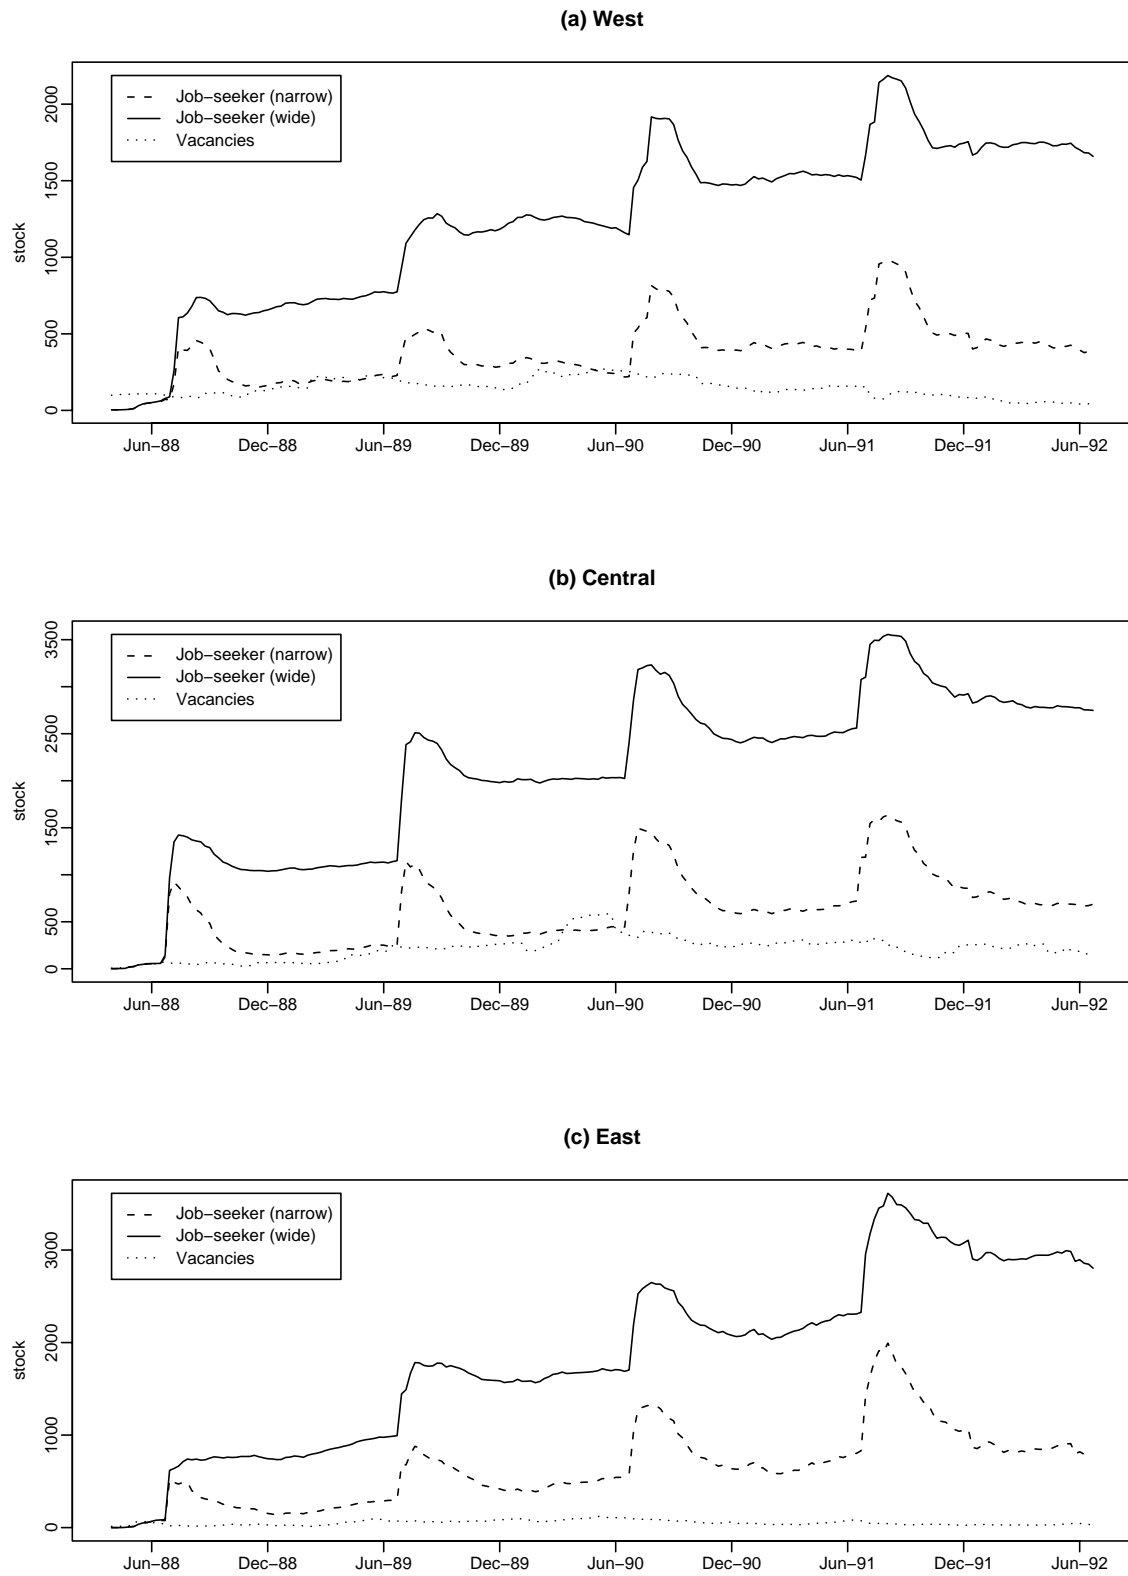 (a) West
stock
0
500
1000
1500
2000
Job−seeker (narrow)
Job−seeker (wide)
Vacancies
Jun−88 Dec−88 Jun−89 Dec−89 Jun−90 Dec−90 Jun−91 Dec−91 Jun−92
(b) Central
stock
0
500
1500
2500
3500
Job−seeker (narrow)
Job−seeker (wide)
Vacancies
Jun−88 Dec−88 Jun−89 Dec−89 Jun−90 Dec−90 Jun−91 Dec−91 Jun−92
(c) East
stock
0
1000
2000
3000
Job−seeker (narrow)
Job−seeker (wide)
Vacancies
Jun−88 Dec−88 Jun−89 Dec−89 Jun−90 Dec−90 Jun−91 Dec−91 Jun−92